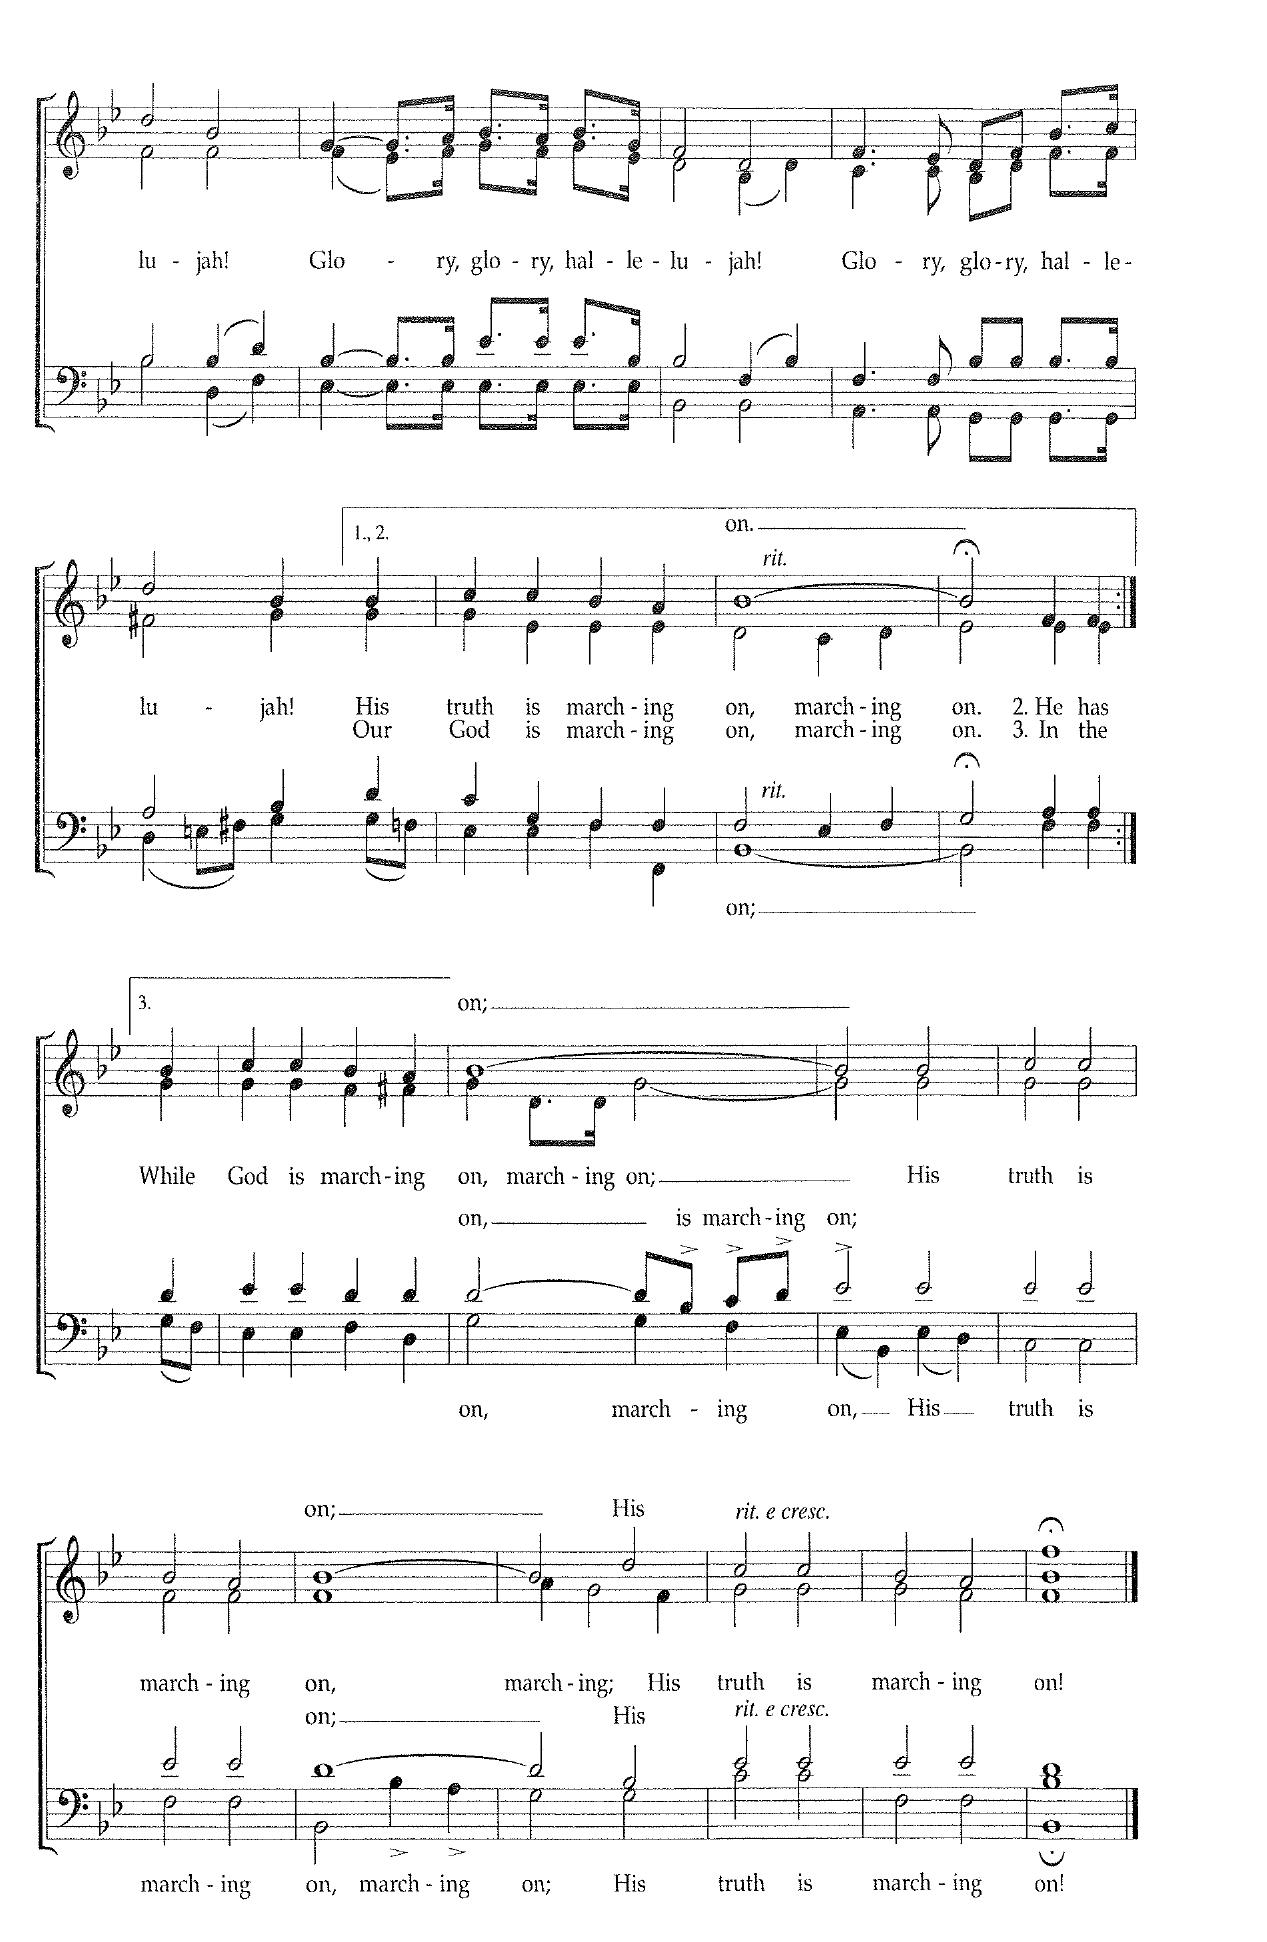 lu - jah! Glo - ry, glo - ry, hal - le - lu - jah! Glo - ry, glo - ry, hal - le -
1., 2.
on.
rit.
lu - jah! His truth is march - ing on, march - ing on. 2. He has
Our God is march - ing on, march - ing on. 3. In the
rit.
on;
3.
on;
While God is march - ing on, march - ing on; His truth is
on, is march - ing on;
on, march - ing on, His truth is
on; His
rit. e cresc.
march - ing on, march - ing; His truth is march - ing on!
on; His
rit. e cresc.
march - ing on, march - ing on; His truth is march - ing on!